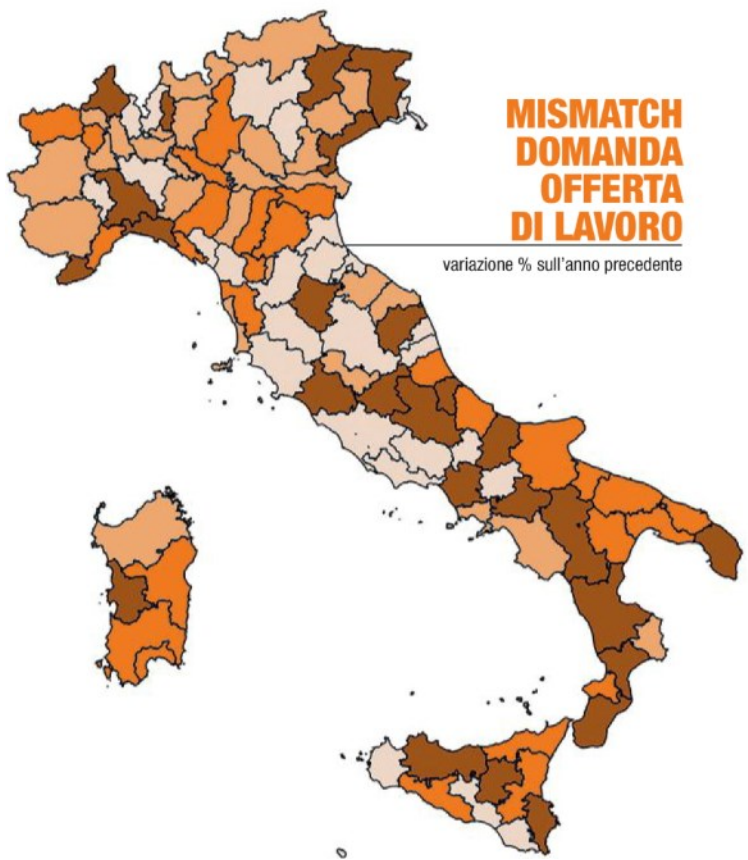 MISMATCH
DOMANDA
OFFERTA
DI LAVORO
variazione % sull'anno precedente